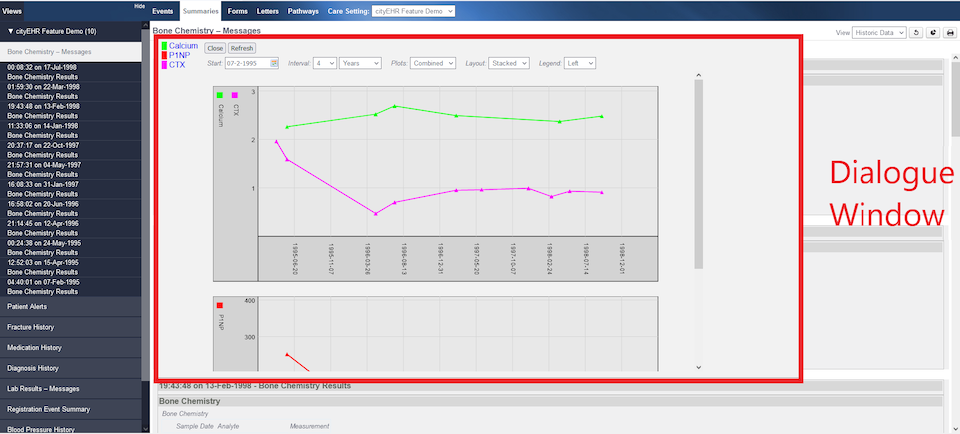 Views
Hide
Events
Summaries
Forms
Letters
Pathways
Care Setting:
cityEHR Feature Demo
▼ cityEHR Feature Demo (10)
Bone Chemistry – Messages
00:08:32 on 17-Jul-1998
Bone Chemistry Results
01:59:30 on 22-Mar-1998
Bone Chemistry Results
19:43:48 on 13-Feb-1998
Bone Chemistry Results
11:33:06 on 14-Jan-1998
Bone Chemistry Results
20:37:17 on 22-Oct-1997
Bone Chemistry Results
21:57:31 on 04-May-1997
Bone Chemistry Results
16:08:33 on 31-Jan-1997
Bone Chemistry Results
16:58:02 on 20-Jun-1996
Bone Chemistry Results
21:14:45 on 12-Apr-1996
Bone Chemistry Results
00:24:38 on 24-May-1995
Bone Chemistry Results
12:52:03 on 15-Apr-1995
Bone Chemistry Results
04:40:01 on 07-Feb-1995
Bone Chemistry Results
Patient Alerts
Fracture History
Medication History
Diagnosis History
Lab Results – Messages
Registration Event Summary
Blood Pressure History
Bone Chemistry – Messages
View
Historic Data
Calcium
P1NP
CTX
Close
Refresh
Start:
07-2-1995
Interval:
4
Years
Plots:
Combined
Layout:
Stacked
Legend:
Left
Calcium
CTX
3
2
1
1995-06-20
1995-11-07
1996-03-26
1996-08-13
1996-12-31
1997-05-20
1997-10-07
1998-02-24
1998-07-14
1998-12-01
P1NP
400
300
Dialogue
Window
19:43:48 on 13-Feb-1998 - Bone Chemistry Results
Bone Chemistry
Bone Chemistry
Sample Date
Analyte
Measurement